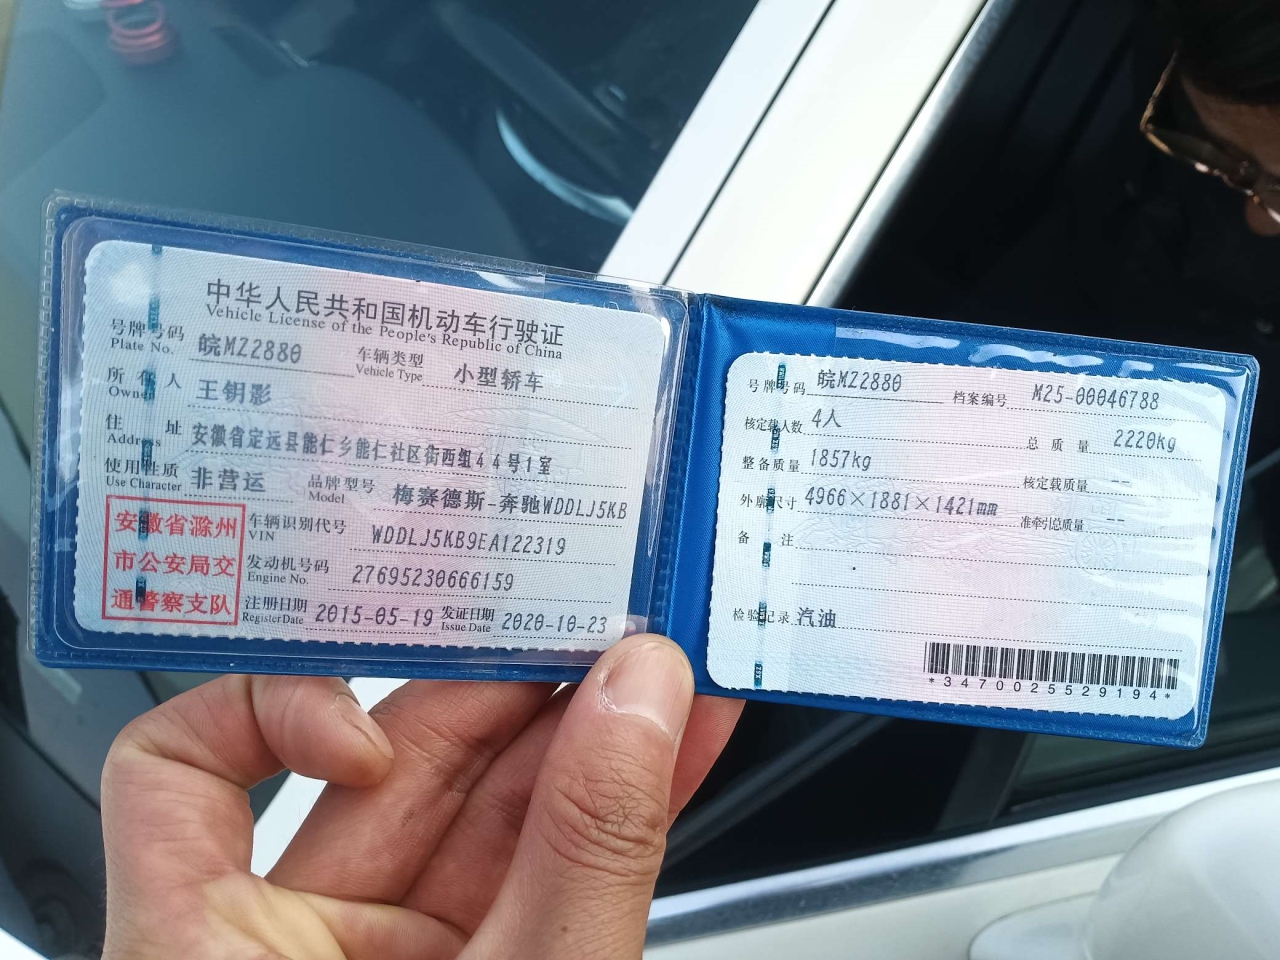 中华人民共和国机动车行驶证
Vehicle License of the People's Republic of China
号牌号码 皖MZ2880 车辆类型 小型轿车
Plate No. Vehicle Type
所有人 王钥影
Owner
住址 安徽省定远县能仁乡能仁社区街西组44号1室
Address
使用性质 非营运 品牌型号 梅赛德斯-奔驰WDDLJ5KB
Use Character Model
安徽省滁州
市公安局交
通警察支队
车辆识别代号 WDDLJ5KB9EA122319
VIN
发动机号码 27695230666159
Engine No.
注册日期 2015-05-19 发证日期 2020-10-23
Register Date Issue Date
号牌号码 皖MZ2880 档案编号 M25-00046788
核定载人数 4人 总质量 2220kg
整备质量 1857kg 核定载质量 --
外廓尺寸 4966×1881×1421mm 准牵引总质量 --
备注
检验记录 汽油
*3470025529194*